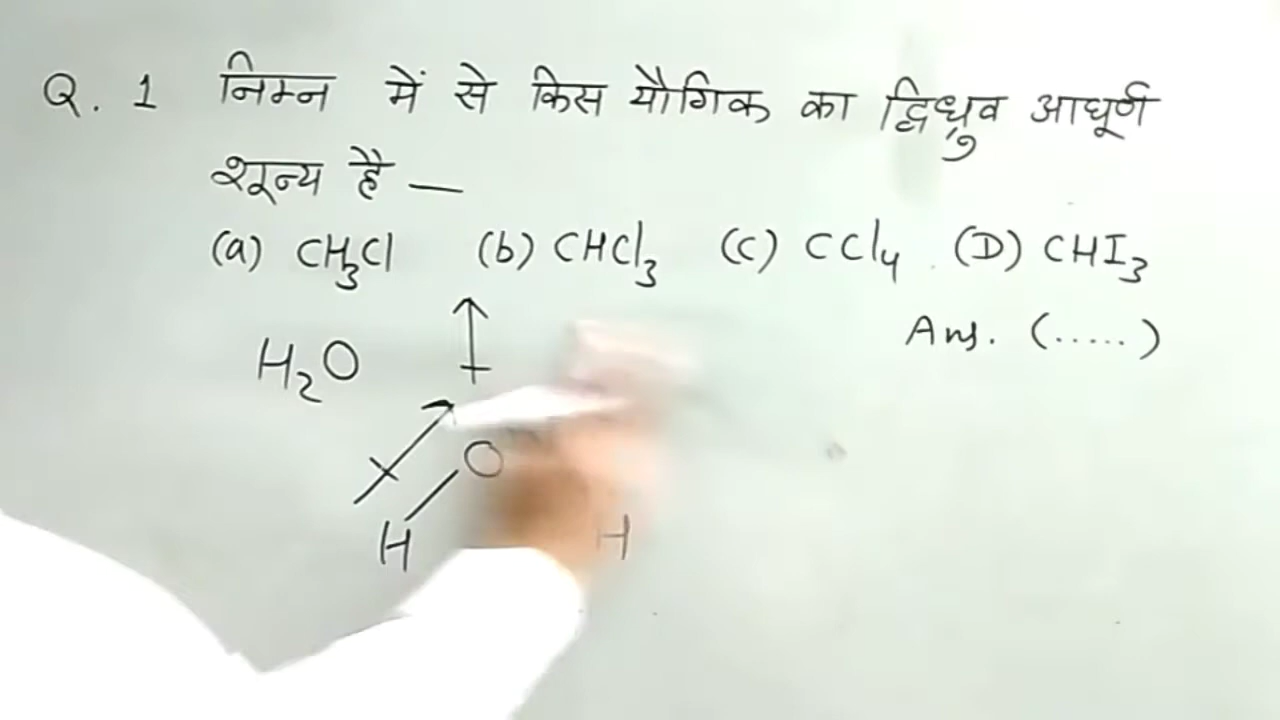 Q. 1 निम्न में से किस यौगिक का द्विध्रुव आघूर्ण
शून्य है —
(a) CH₃Cl (b) CHCl₃ (C) CCl₄ (D) CHI₃
Ans. (.....)
H₂O
O
H H